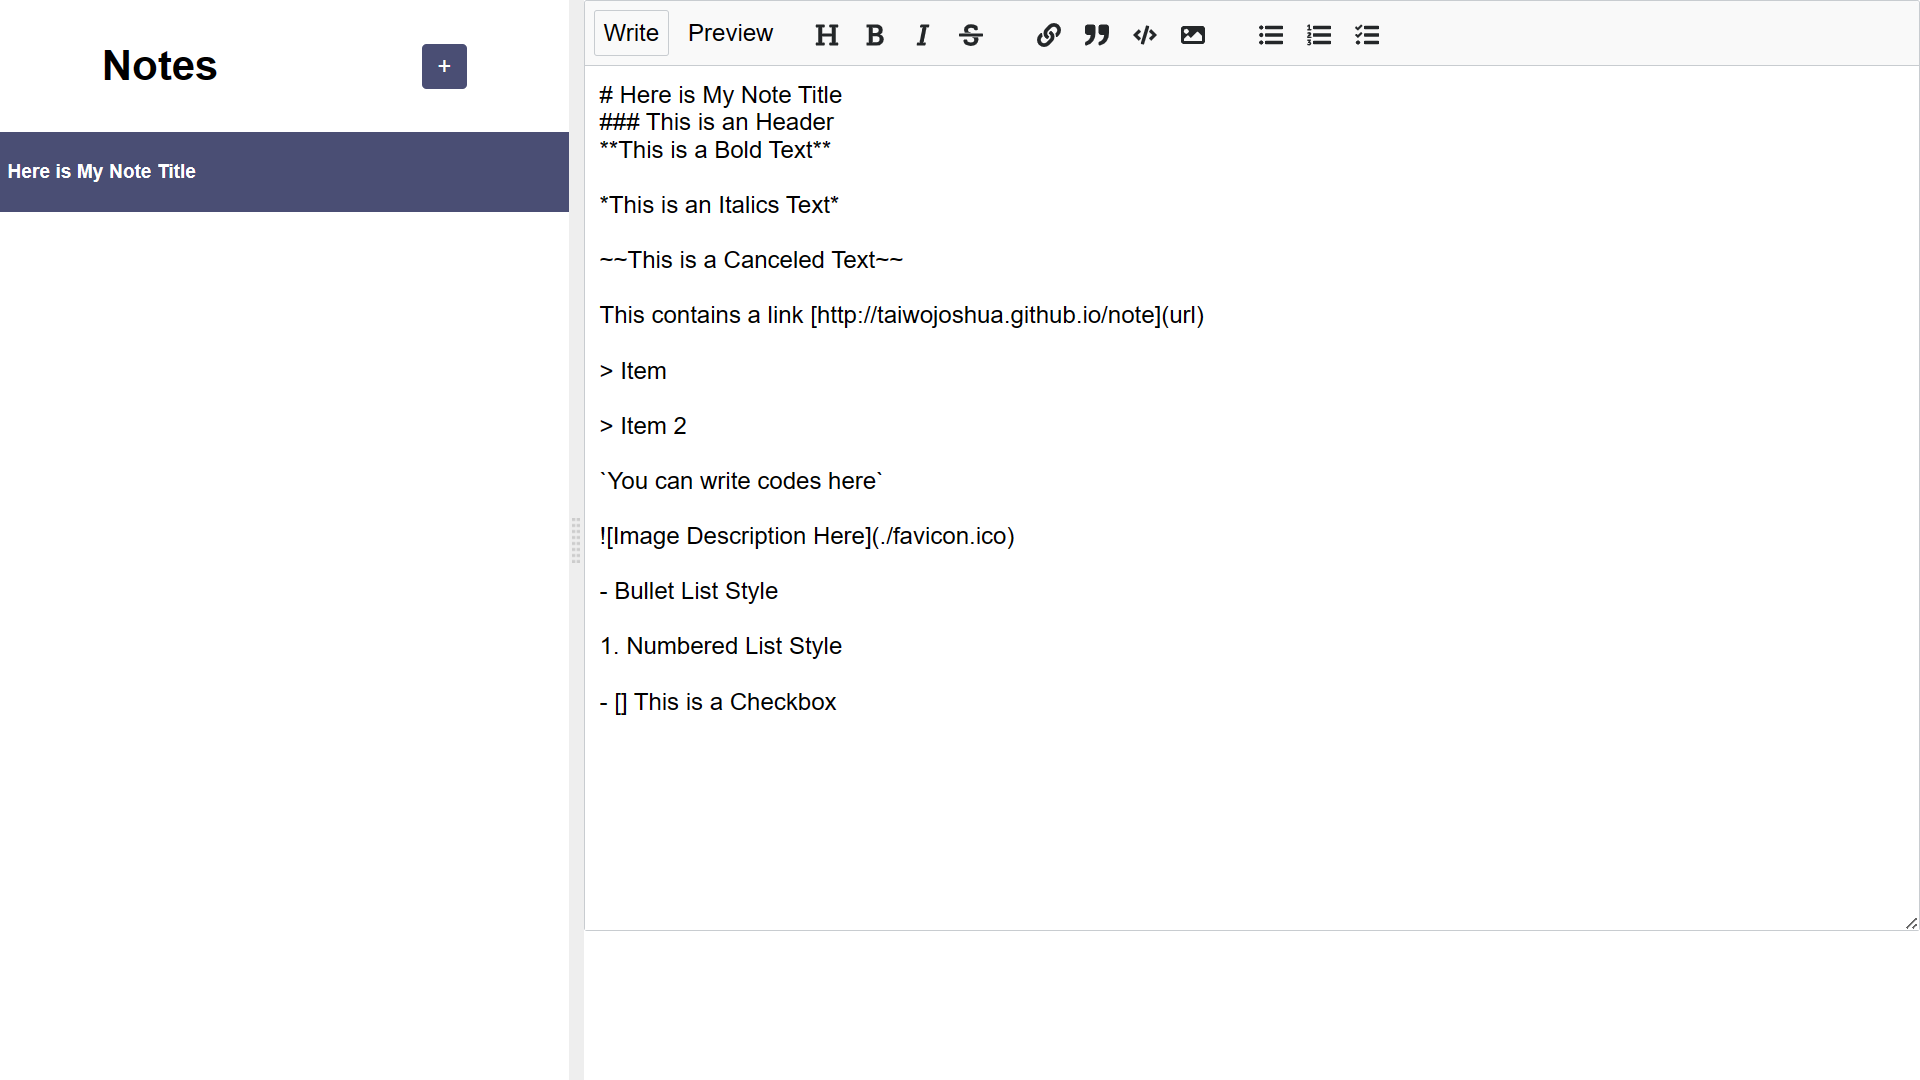 Notes
+
Here is My Note Title
Write Preview
# Here is My Note Title
### This is an Header
**This is a Bold Text**
*This is an Italics Text*
~~This is a Canceled Text~~
This contains a link [http://taiwojoshua.github.io/note](url)
> Item
> Item 2
`You can write codes here`
![Image Description Here](./favicon.ico)
- Bullet List Style
1. Numbered List Style
- [] This is a Checkbox